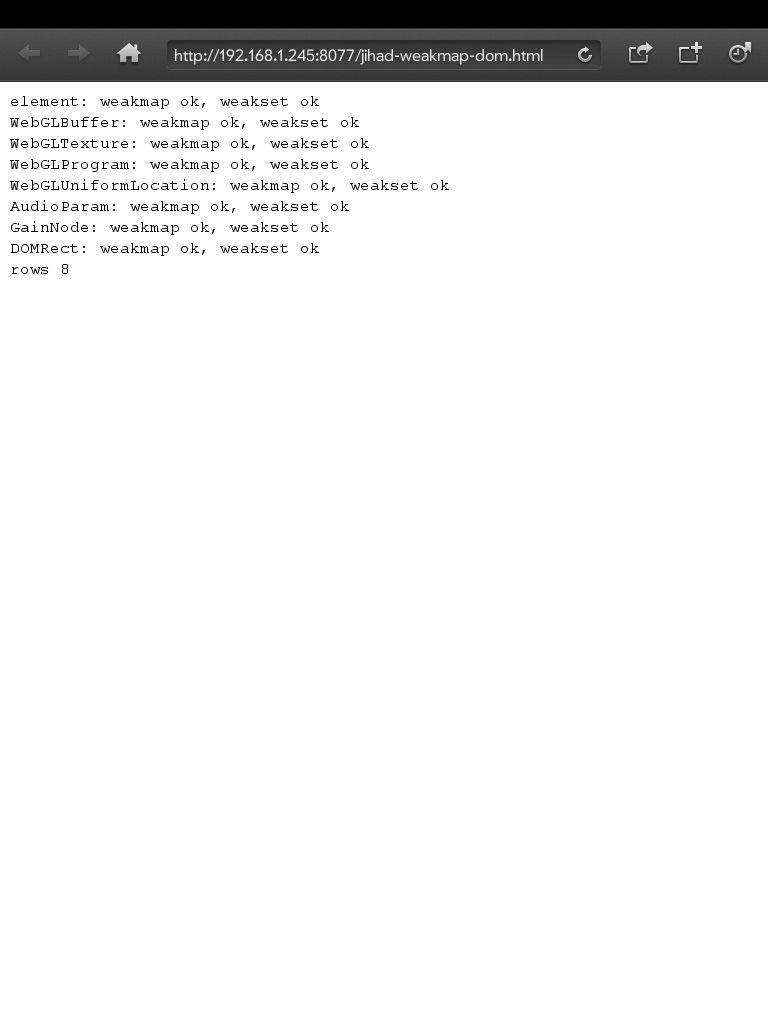 http://192.168.1.245:8077/jihad-weakmap-dom.html
element: weakmap ok, weakset ok
WebGLBuffer: weakmap ok, weakset ok
WebGLTexture: weakmap ok, weakset ok
WebGLProgram: weakmap ok, weakset ok
WebGLUniformLocation: weakmap ok, weakset ok
AudioParam: weakmap ok, weakset ok
GainNode: weakmap ok, weakset ok
DOMRect: weakmap ok, weakset ok
rows 8